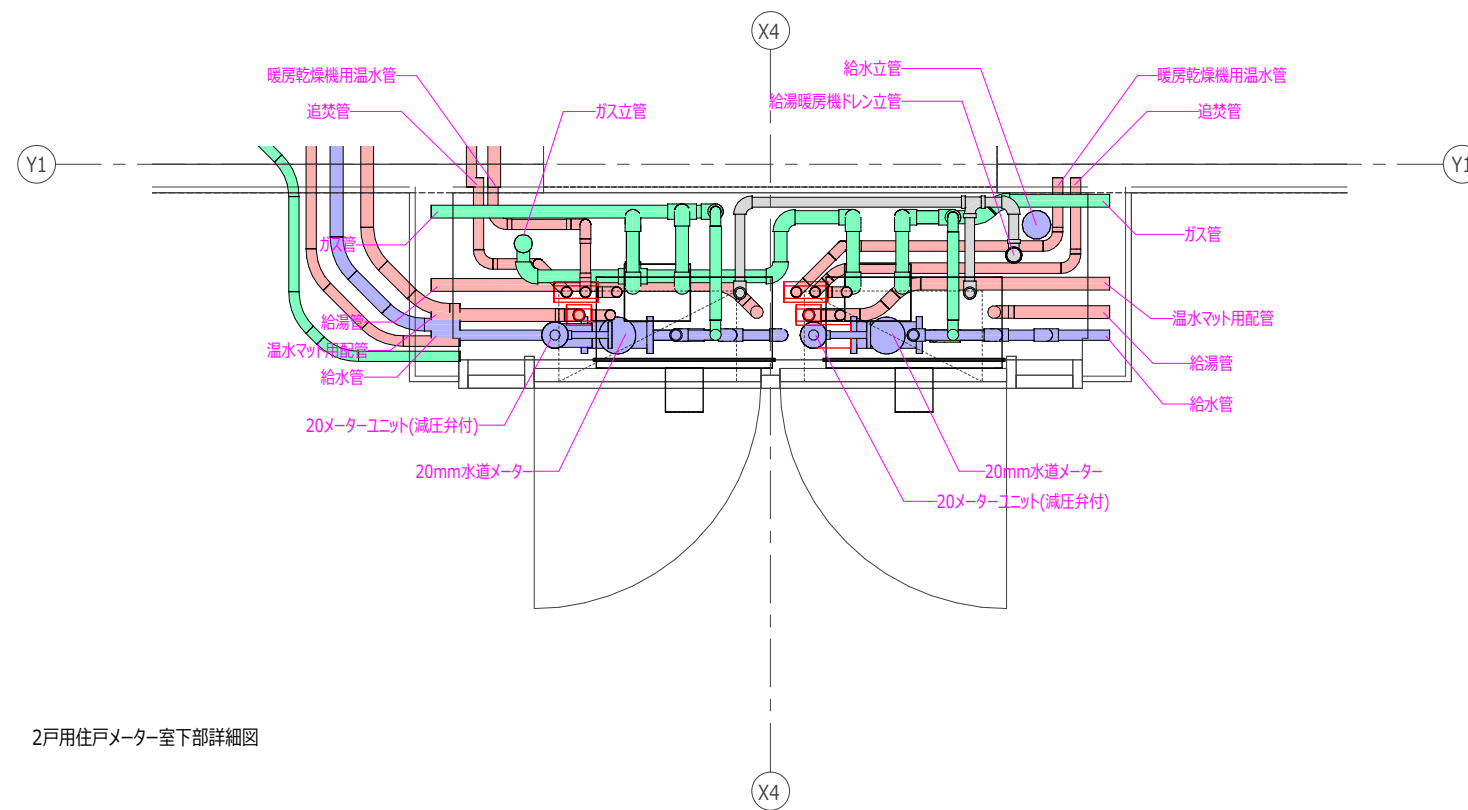 X4
給水立管
暖房乾燥機用温水管
暖房乾燥機用温水管
給湯暖房機ドレン立管
追焚管
ガス立管
追焚管
Y1
Y1
ガス管
ガス管
給湯管
温水マット用配管
温水マット用配管
給湯管
給水管
給水管
20メーターユニット(減圧弁付)
20mm水道メーター
20mm水道メーター
20メーターユニット(減圧弁付)
2戸用住戸メーター室下部詳細図
X4